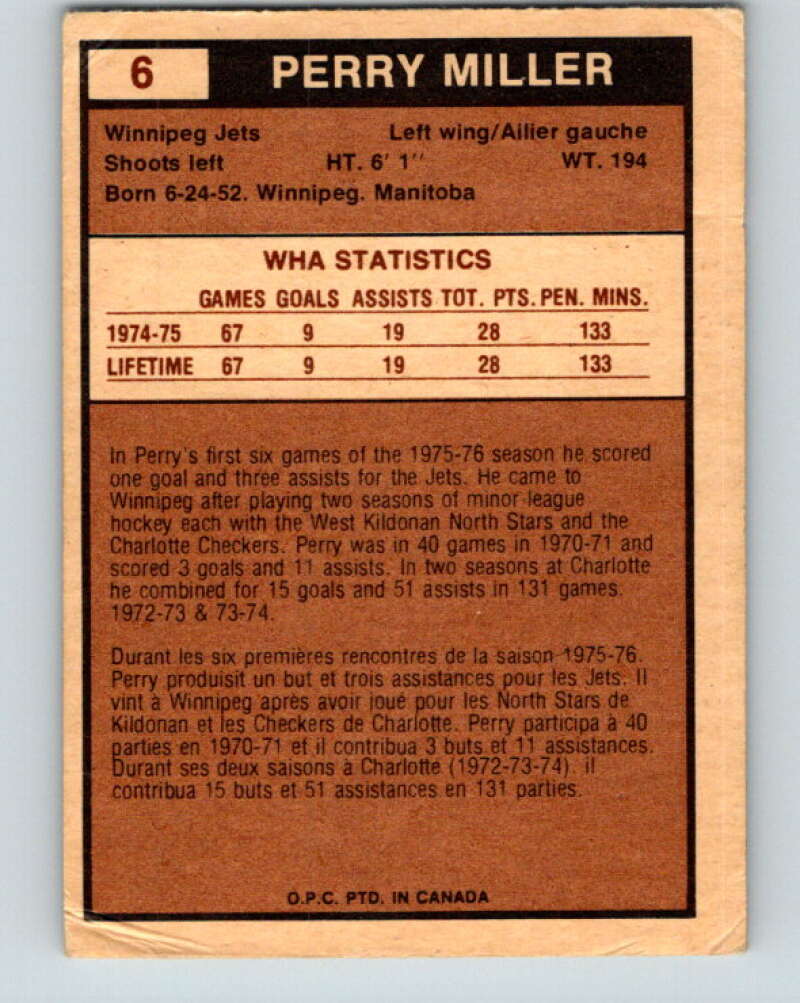 6 PERRY MILLER
Winnipeg Jets Left wing/Ailier gauche
Shoots left HT. 6' 1" WT. 194
Born 6-24-52. Winnipeg. Manitoba
WHA STATISTICS
GAMES GOALS ASSISTS TOT. PTS. PEN. MINS.
1974-75 67 9 19 28 133
LIFETIME 67 9 19 28 133
In Perry's first six games of the 1975-76 season he scored
one goal and three assists for the Jets. He came to
Winnipeg after playing two seasons of minor league
hockey each with the West Kildonan North Stars and the
Charlotte Checkers. Perry was in 40 games in 1970-71 and
scored 3 goals and 11 assists. In two seasons at Charlotte
he combined for 15 goals and 51 assists in 131 games.
1972-73 & 73-74.
Durant les six premières rencontres de la saison 1975-76.
Perry produisit un but et trois assistances pour les Jets. Il
vint à Winnipeg après avoir joué pour les North Stars de
Kildonan et les Checkers de Charlotte. Perry participa à 40
parties en 1970-71 et il contribua 3 buts et 11 assistances.
Durant ses deux saisons à Charlotte (1972-73-74). il
contribua 15 buts et 51 assistances en 131 parties.
O.P.C. PTD. IN CANADA